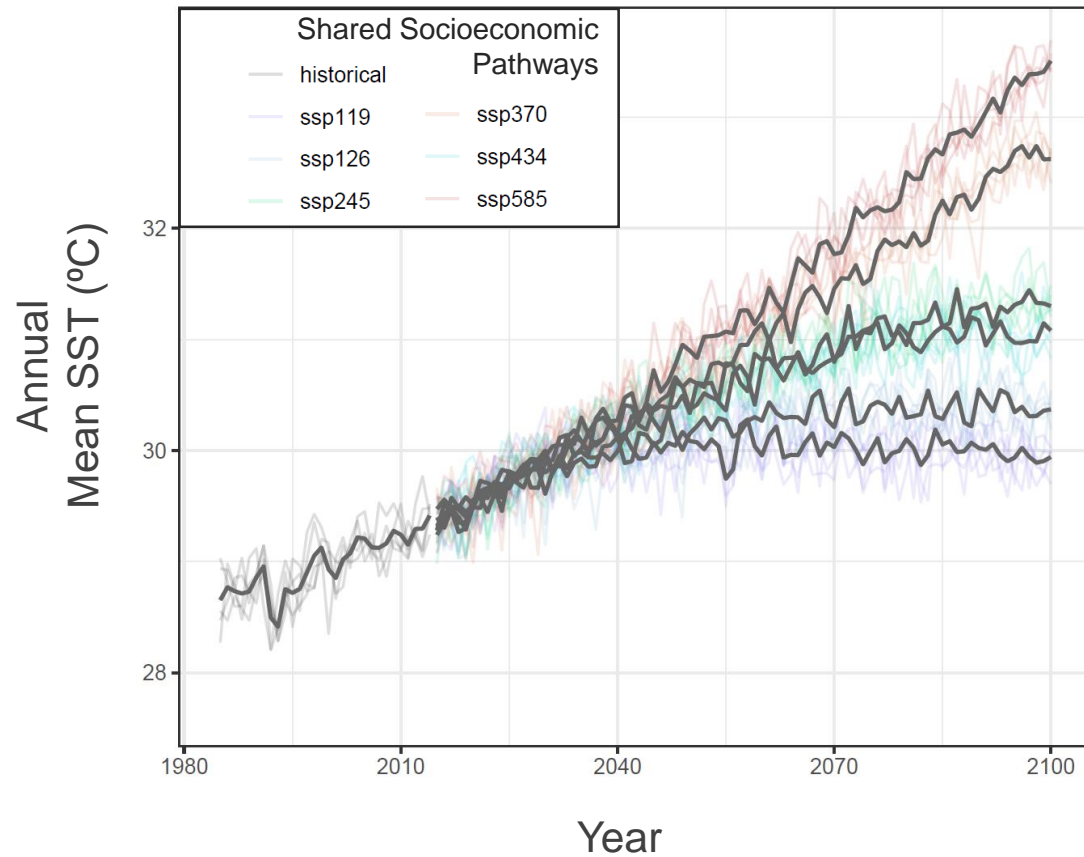 Shared Socioeconomic
Pathways
historical
ssp119
ssp126
ssp245
ssp370
ssp434
ssp585
Annual
Mean SST (ºC)
32
30
28
1980
2010
2040
2070
2100
Year